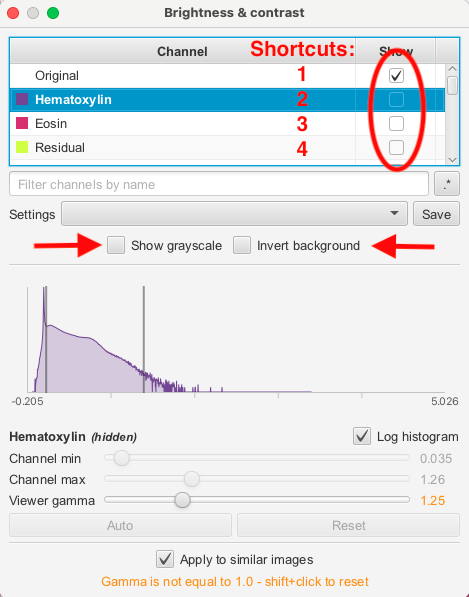 Brightness & contrast
Channel Shortcuts: Show
Original 1
Hematoxylin 2
Eosin 3
Residual 4
Filter channels by name .*
Settings Save
Show grayscale Invert background
-0.205 5.026
Hematoxylin (hidden) Log histogram
Channel min 0.035
Channel max 1.26
Viewer gamma 1.25
Auto Reset
Apply to similar images
Gamma is not equal to 1.0 - shift+click to reset